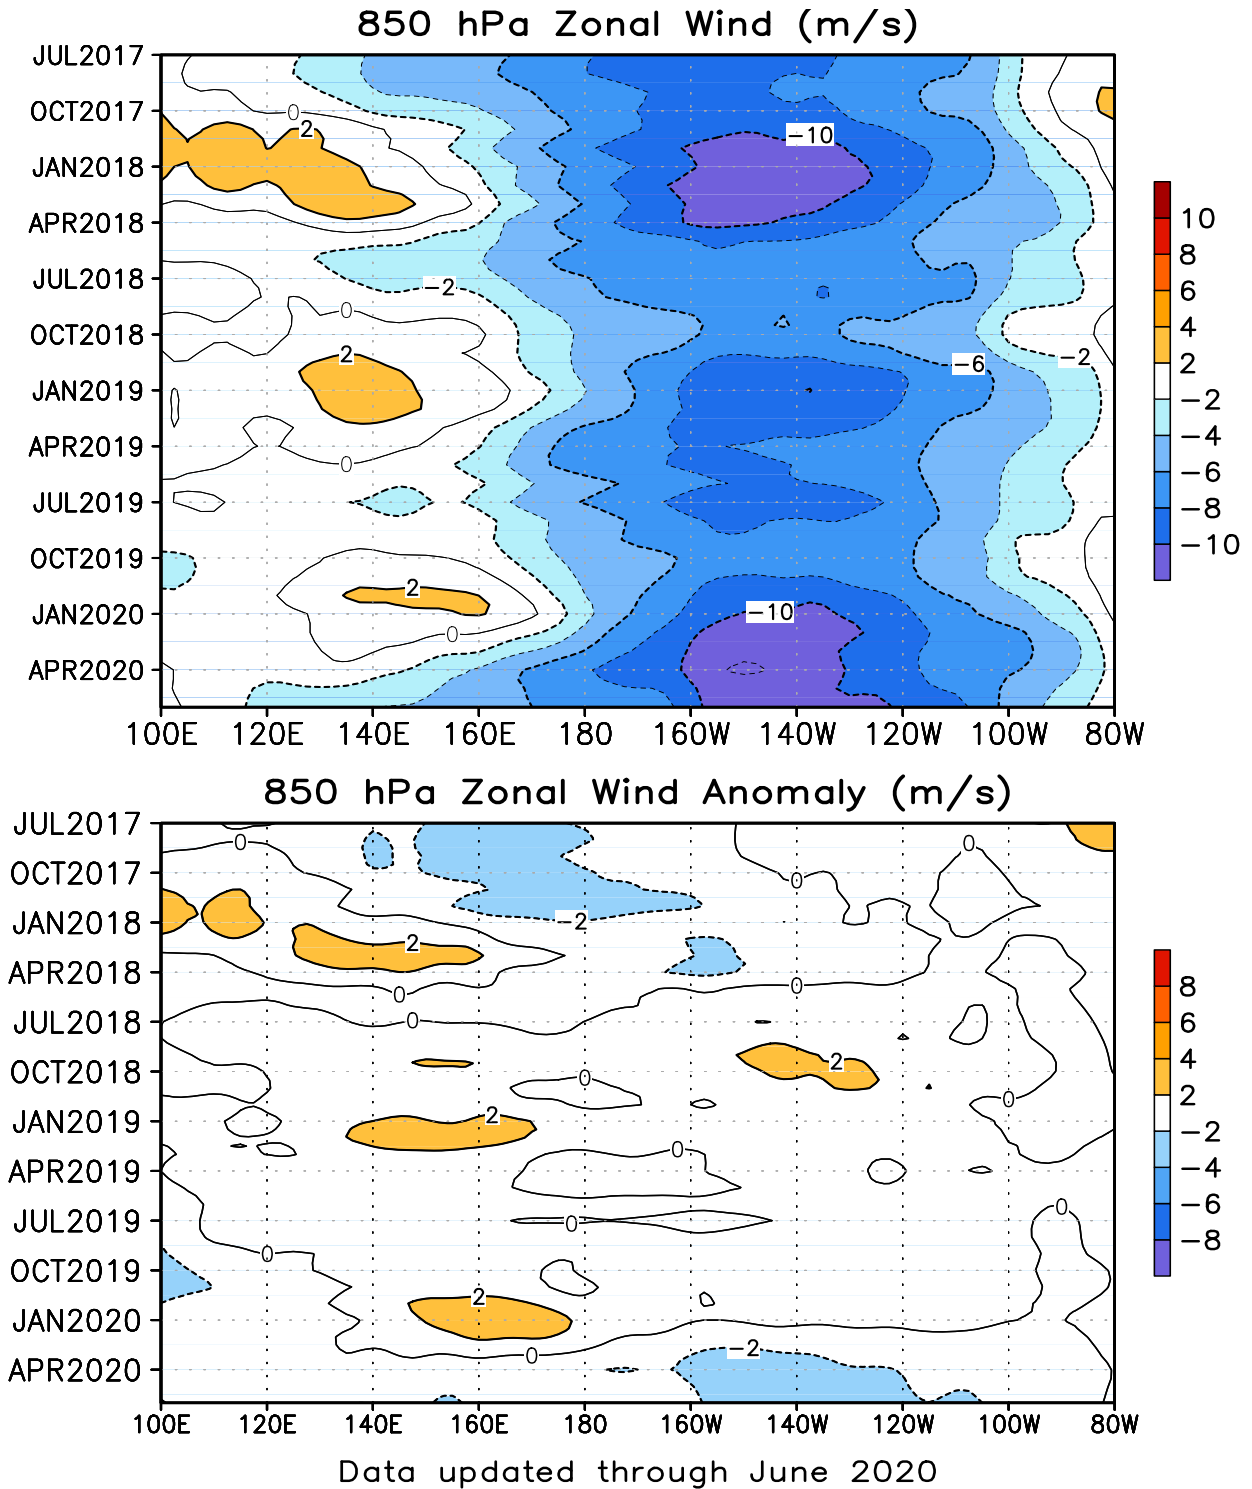 850 hPa Zonal Wind (m/s)
JUL2017
OCT2017
JAN2018
APR2018
JUL2018
OCT2018
JAN2019
APR2019
JUL2019
OCT2019
JAN2020
APR2020
0
2
-10
-2
0
2
-6
-2
0
2
-10
0
100E 120E 140E 160E 180 160W 140W 120W 100W 80W
10
8
6
4
2
-2
-4
-6
-8
-10
850 hPa Zonal Wind Anomaly (m/s)
JUL2017
OCT2017
JAN2018
APR2018
JUL2018
OCT2018
JAN2019
APR2019
JUL2019
OCT2019
JAN2020
APR2020
0
0
0
-2
2
0
0
0
2
0
0
2
0
0
0
0
2
-2
0
100E 120E 140E 160E 180 160W 140W 120W 100W 80W
8
6
4
2
-2
-4
-6
-8
Data updated through June 2020